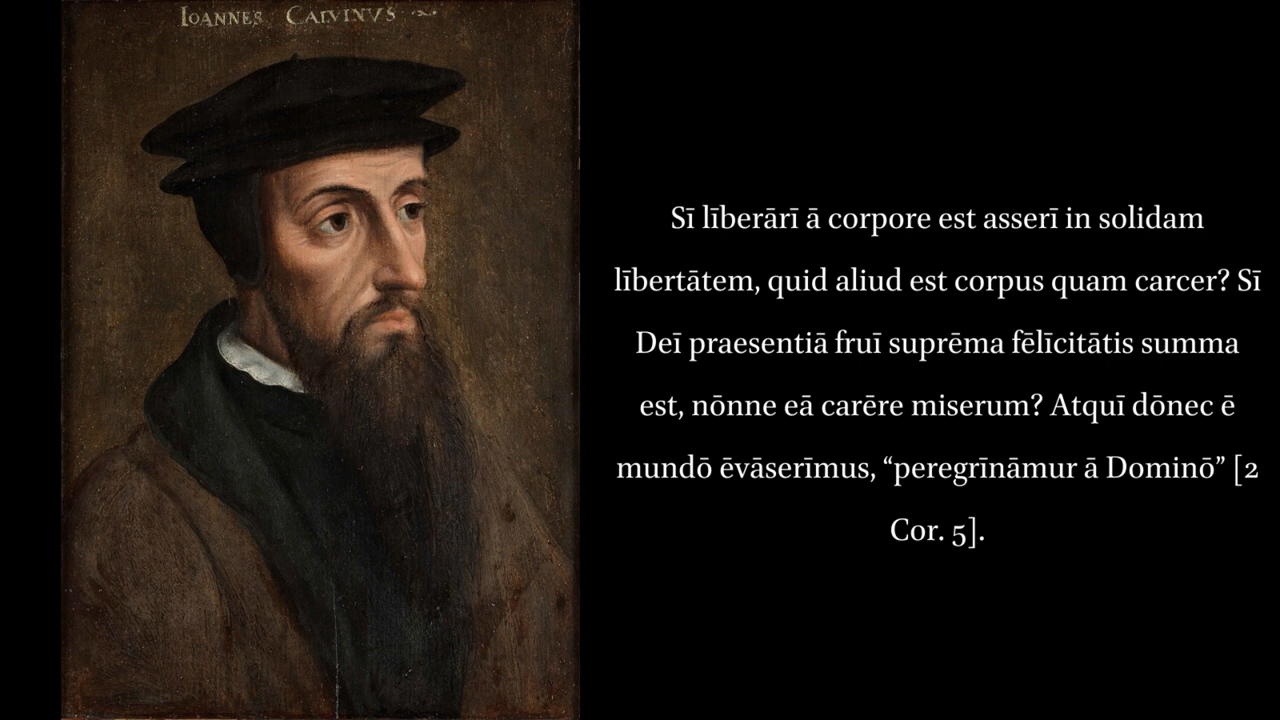 IOANNES CALVINVS
Sī līberārī ā corpore est asserī in solidam
lībertātem, quid aliud est corpus quam carcer? Sī
Deī praesentiā fruī suprēma fēlīcitātis summa
est, nōnne eā carēre miserum? Atquī dōnec ē
mundō ēvāserīmus, “peregrīnāmur ā Dominō” [2
Cor. 5].